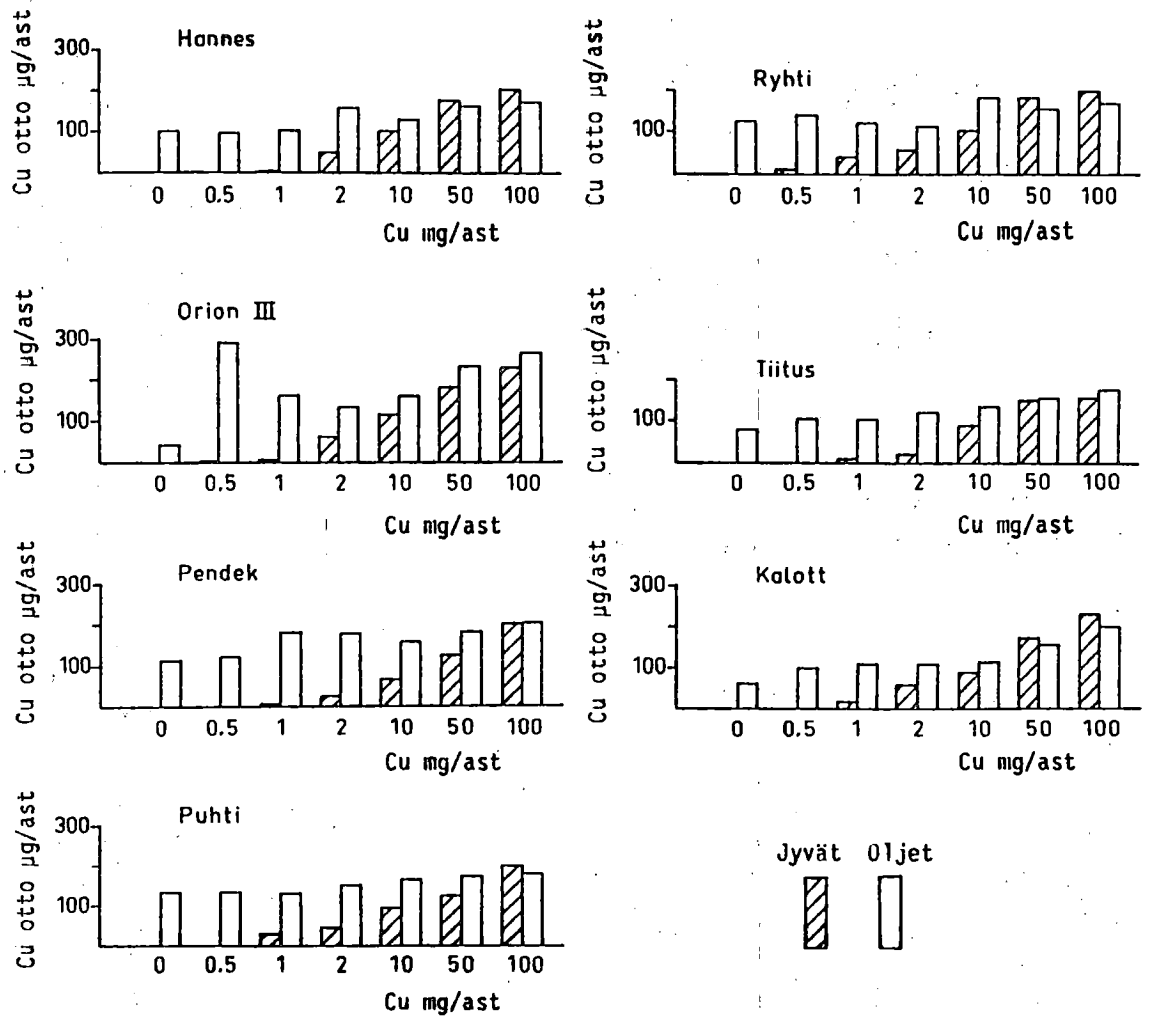 Hannes
Cu otto µg/ast
300
100
0 0.5 1 2 10 50 100
Cu mg/ast
Ryhti
Cu otto µg/ast
100
0 0.5 1 2 10 50 100
Cu mg/ast
Orion III
Cu otto µg/ast
300
100
0 0.5 1 2 10 50 100
Cu mg/ast
Tiitus
Cu otto µg/ast
100
0 0.5 1 2 10 50 100
Cu mg/ast
Pendek
Cu otto µg/ast
300
100
0 0.5 1 2 10 50 100
Cu mg/ast
Kalott
Cu otto µg/ast
300
100
0 0.5 1 2 10 50 100
Cu mg/ast
Puhti
Cu otto µg/ast
300
100
0 0.5 1 2 10 50 100
Cu mg/ast
Jyvät Oljet